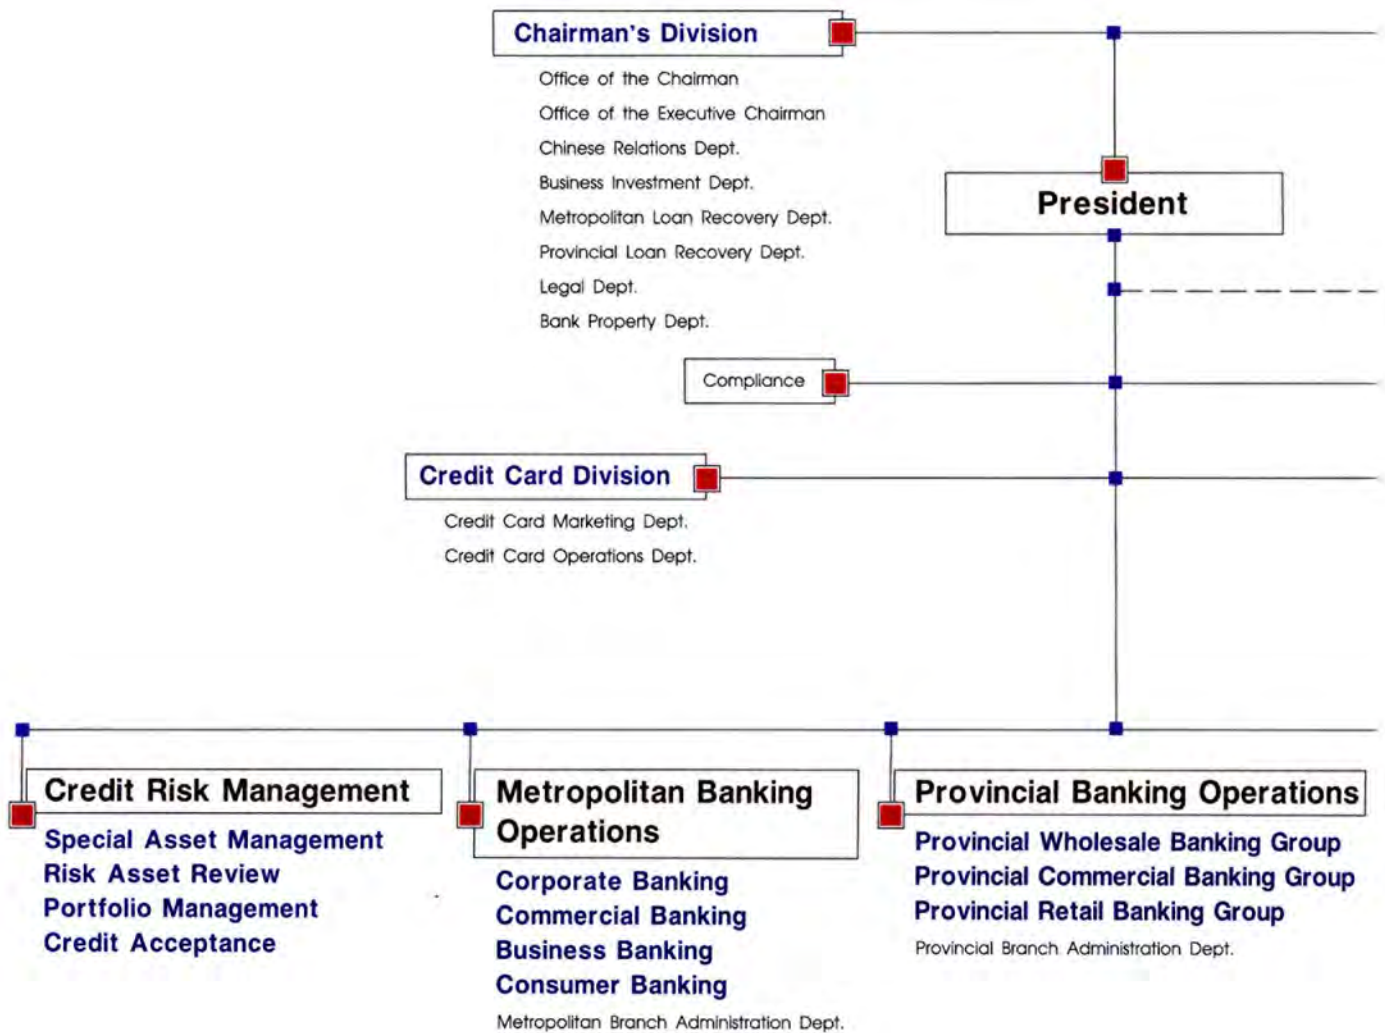 Chairman's Division
Office of the Chairman
Office of the Executive Chairman
Chinese Relations Dept.
Business Investment Dept.
Metropolitan Loan Recovery Dept.
Provincial Loan Recovery Dept.
Legal Dept.
Bank Property Dept.
President
Compliance
Credit Card Division
Credit Card Marketing Dept.
Credit Card Operations Dept.
Credit Risk Management
Special Asset Management
Risk Asset Review
Portfolio Management
Credit Acceptance
Metropolitan Banking
Operations
Corporate Banking
Commercial Banking
Business Banking
Consumer Banking
Metropolitan Branch Administration Dept.
Provincial Banking Operations
Provincial Wholesale Banking Group
Provincial Commercial Banking Group
Provincial Retail Banking Group
Provincial Branch Administration Dept.